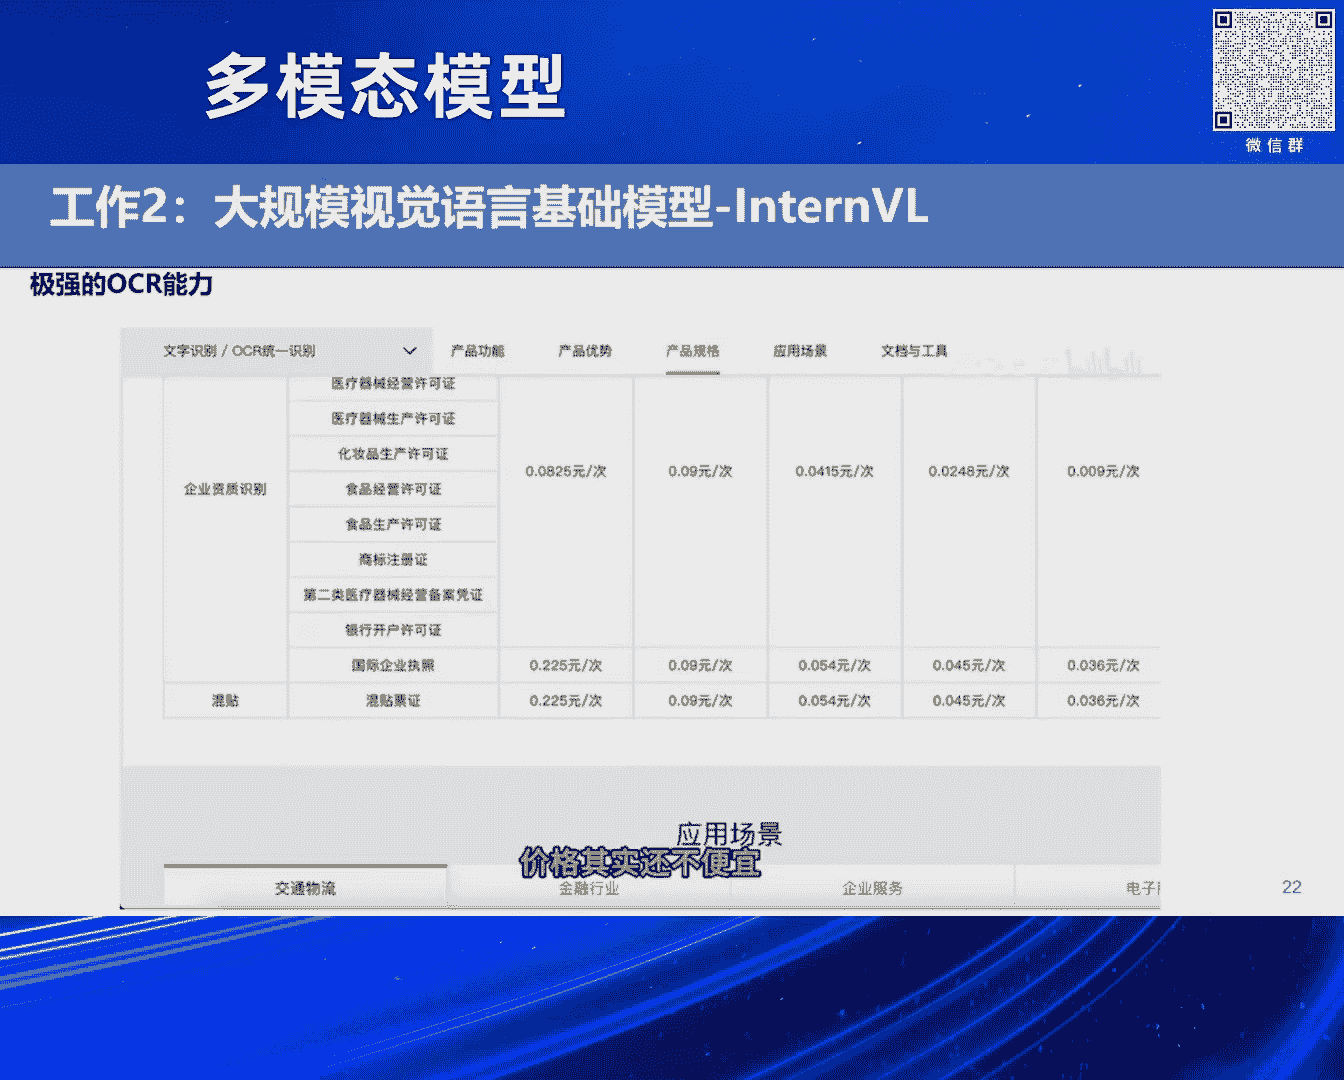 多模态模型
微信群
工作2：大规模视觉语言基础模型-InternVL
极强的OCR能力
文字识别 / OCR统一识别 产品功能 产品优势 产品规格 应用场景 文档与工具
医疗器械经营许可证
医疗器械生产许可证
化妆品生产许可证
0.0825元/次 0.09元/次 0.0415元/次 0.0248元/次 0.009元/次
企业资质识别 食品经营许可证
食品生产许可证
商标注册证
第二类医疗器械经营备案凭证
银行开户许可证
国际企业执照 0.225元/次 0.09元/次 0.054元/次 0.045元/次 0.036元/次
混贴 混贴票证 0.225元/次 0.09元/次 0.054元/次 0.045元/次 0.036元/次
应用场景
价格其实还不便宜
交通物流 金融行业 企业服务 电子
22